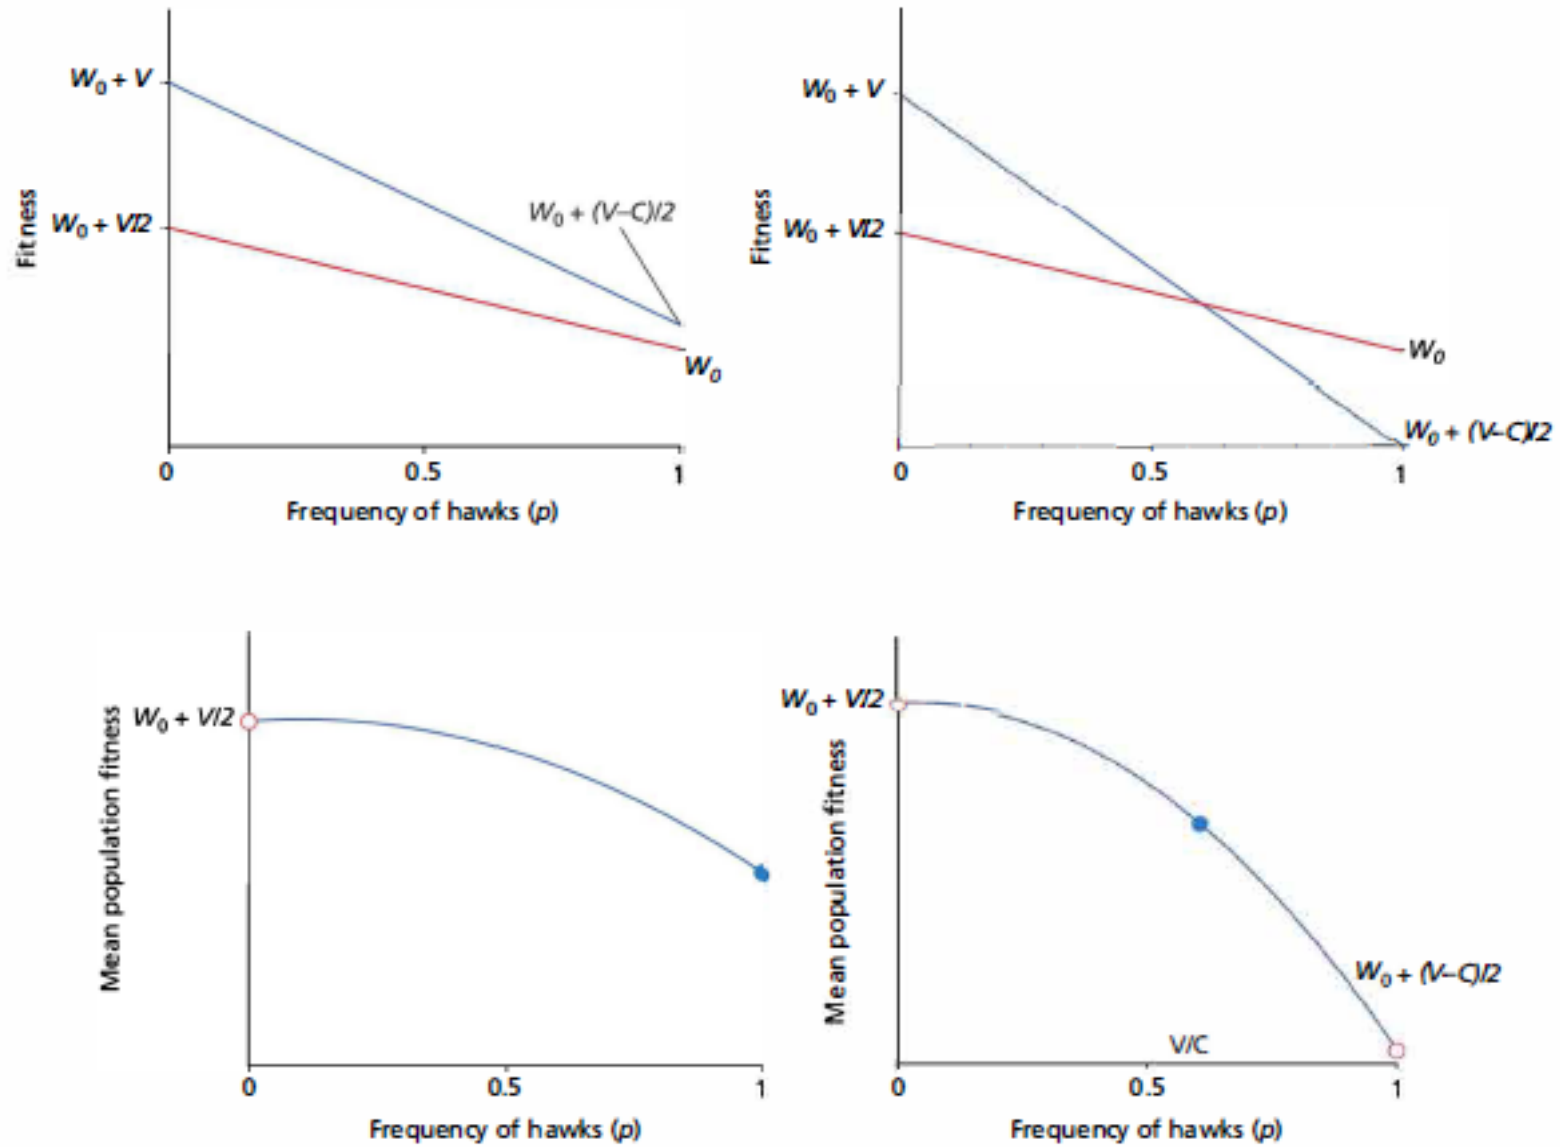 W₀ + V
W₀ + V/2
W₀ + (V–C)/2
W₀
Fitness
0
0.5
1
Frequency of hawks (p)
W₀ + V
W₀ + V/2
W₀
W₀ + (V–C)/2
Fitness
0
0.5
1
Frequency of hawks (p)
W₀ + V/2
Mean population fitness
0
0.5
1
Frequency of hawks (p)
W₀ + V/2
W₀ + (V–C)/2
V/C
Mean population fitness
0
0.5
1
Frequency of hawks (p)